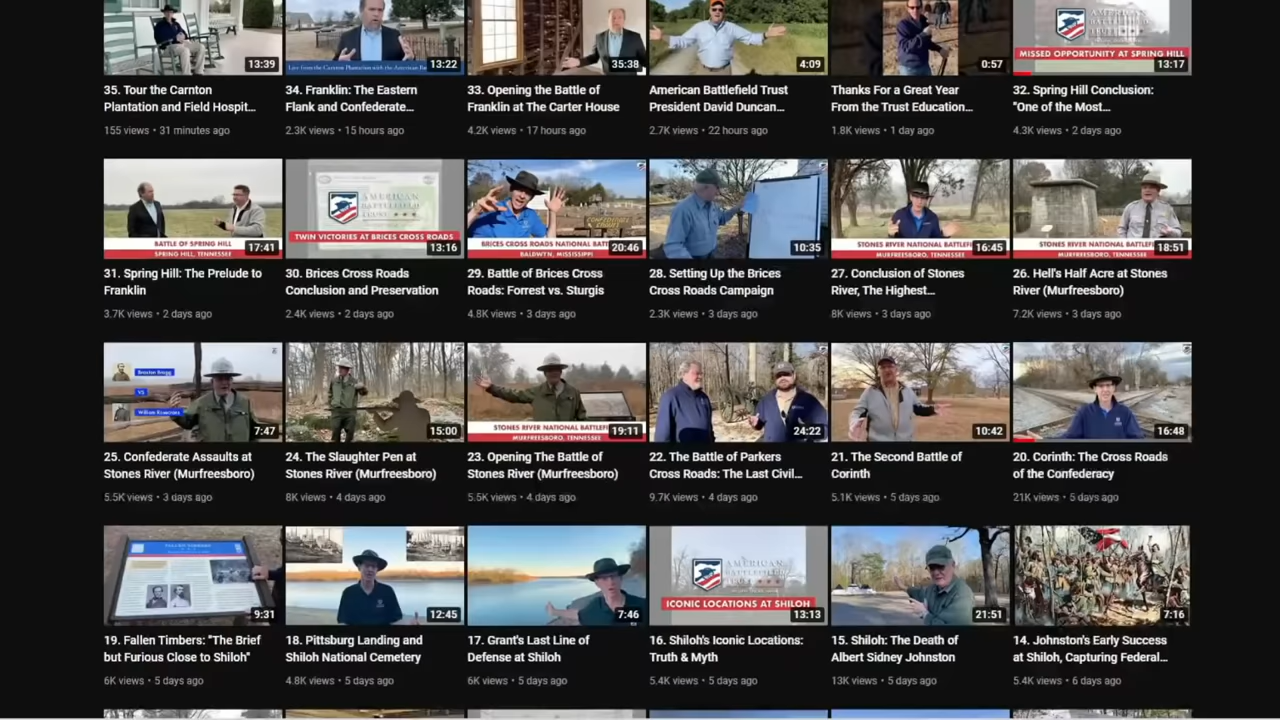 AMERICAN
BATTLEFIELD
MISSED OPPORTUNITY AT SPRING HILL
13:39
13:22
35:38
4:09
0:57
13:17
35. Tour the Carnton
Plantation and Field Hospit...
155 views • 31 minutes ago
34. Franklin: The Eastern
Flank and Confederate...
2.3K views • 15 hours ago
33. Opening the Battle of
Franklin at The Carter House
4.2K views • 17 hours ago
American Battlefield Trust
President David Duncan...
2.7K views • 22 hours ago
Thanks For a Great Year
From the Trust Education...
1.8K views • 1 day ago
32. Spring Hill Conclusion:
"One of the Most...
4.3K views • 2 days ago
BATTLE OF SPRING HILL
SPRING HILL, TENNESSEE
17:41
AMERICAN
BATTLEFIELD
TRUST
TWIN VICTORIES AT BRICES CROSS ROADS
13:16
BRICES CROSS ROADS NATIONAL BATT
BALDWYN, MISSISSIPPI
20:46
10:35
STONES RIVER NATIONAL BATTLEF
MURFREESBORO, TENNESSEE
16:45
STONES RIVER NATIONAL BATTLEF
MURFREESBORO, TENNESSEE
18:51
31. Spring Hill: The Prelude to
Franklin
3.7K views • 2 days ago
30. Brices Cross Roads
Conclusion and Preservation
2.4K views • 2 days ago
29. Battle of Brices Cross
Roads: Forrest vs. Sturgis
4.8K views • 3 days ago
28. Setting Up the Brices
Cross Roads Campaign
2.3K views • 3 days ago
27. Conclusion of Stones
River, The Highest...
8K views • 3 days ago
26. Hell's Half Acre at Stones
River (Murfreesboro)
7.2K views • 3 days ago
Braxton Bragg
VS
William Rosecrans
7:47
15:00
STONES RIVER NATIONAL BATTLEF
MURFREESBORO, TENNESSEE
19:11
24:22
10:42
16:48
25. Confederate Assaults at
Stones River (Murfreesboro)
5.5K views • 3 days ago
24. The Slaughter Pen at
Stones River (Murfreesboro)
8K views • 4 days ago
23. Opening The Battle of
Stones River (Murfreesboro)
5.5K views • 4 days ago
22. The Battle of Parkers
Cross Roads: The Last Civil...
9.7K views • 4 days ago
21. The Second Battle of
Corinth
5.1K views • 5 days ago
20. Corinth: The Cross Roads
of the Confederacy
21K views • 5 days ago
9:31
12:45
7:46
AMERICAN
BATTLEFIELD
TRUST
ICONIC LOCATIONS AT SHILOH
13:13
21:51
7:16
19. Fallen Timbers: "The Brief
but Furious Close to Shiloh"
6K views • 5 days ago
18. Pittsburg Landing and
Shiloh National Cemetery
4.8K views • 5 days ago
17. Grant's Last Line of
Defense at Shiloh
6K views • 5 days ago
16. Shiloh's Iconic Locations:
Truth & Myth
5.4K views • 5 days ago
15. Shiloh: The Death of
Albert Sidney Johnston
13K views • 5 days ago
14. Johnston's Early Success
at Shiloh, Capturing Federal...
5.4K views • 6 days ago